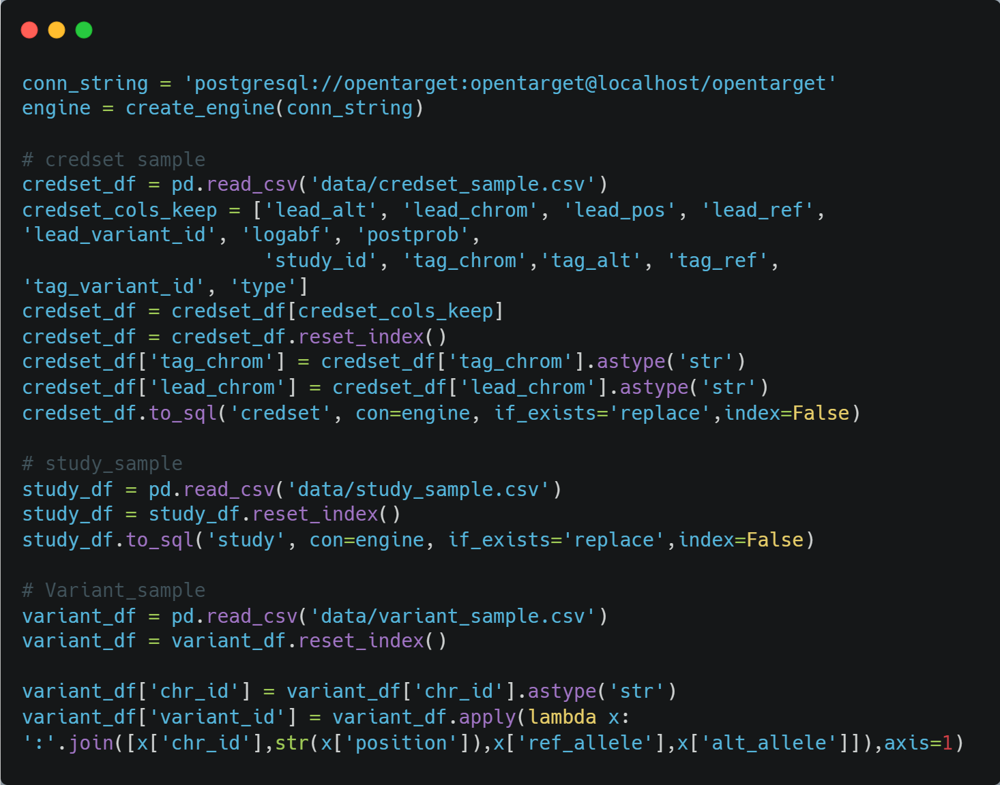 conn_string = 'postgresql://opentarget:opentarget@localhost/opentarget'
engine = create_engine(conn_string)

# credset sample
credset_df = pd.read_csv('data/credset_sample.csv')
credset_cols_keep = ['lead_alt', 'lead_chrom', 'lead_pos', 'lead_ref',
'lead_variant_id', 'logabf', 'postprob',
                     'study_id', 'tag_chrom','tag_alt', 'tag_ref',
'tag_variant_id', 'type']
credset_df = credset_df[credset_cols_keep]
credset_df = credset_df.reset_index()
credset_df['tag_chrom'] = credset_df['tag_chrom'].astype('str')
credset_df['lead_chrom'] = credset_df['lead_chrom'].astype('str')
credset_df.to_sql('credset', con=engine, if_exists='replace',index=False)

# study_sample
study_df = pd.read_csv('data/study_sample.csv')
study_df = study_df.reset_index()
study_df.to_sql('study', con=engine, if_exists='replace',index=False)

# Variant_sample
variant_df = pd.read_csv('data/variant_sample.csv')
variant_df = variant_df.reset_index()

variant_df['chr_id'] = variant_df['chr_id'].astype('str')
variant_df['variant_id'] = variant_df.apply(lambda x:
':'.join([x['chr_id'],str(x['position']),x['ref_allele'],x['alt_allele']]),axis=1)